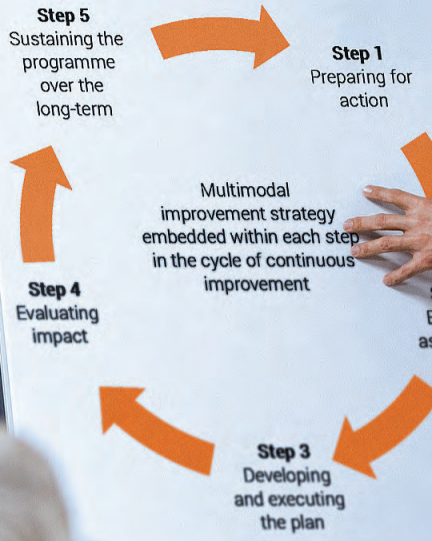 Step 5
Sustaining the
programme
over the
long-term
Step 1
Preparing for
action
Multimodal
improvement strategy
embedded within each step
in the cycle of continuous
improvement
Step 4
Evaluating
impact
Step 3
Developing
and executing
the plan